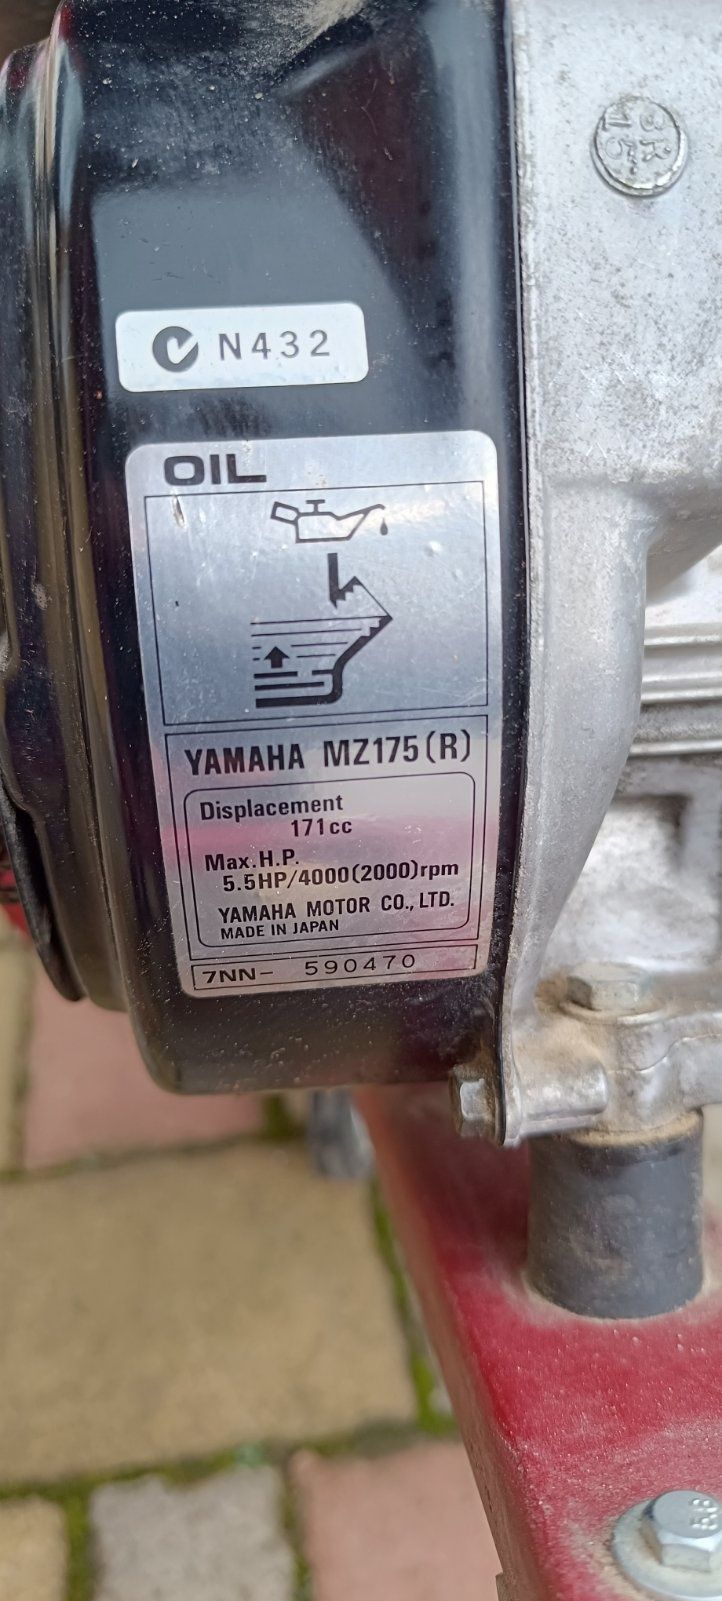 N432
OIL
YAMAHA MZ175(R)
Displacement
171cc
Max.H.P.
5.5HP/4000(2000)rpm
YAMAHA MOTOR CO., LTD.
MADE IN JAPAN
7NN- 590470